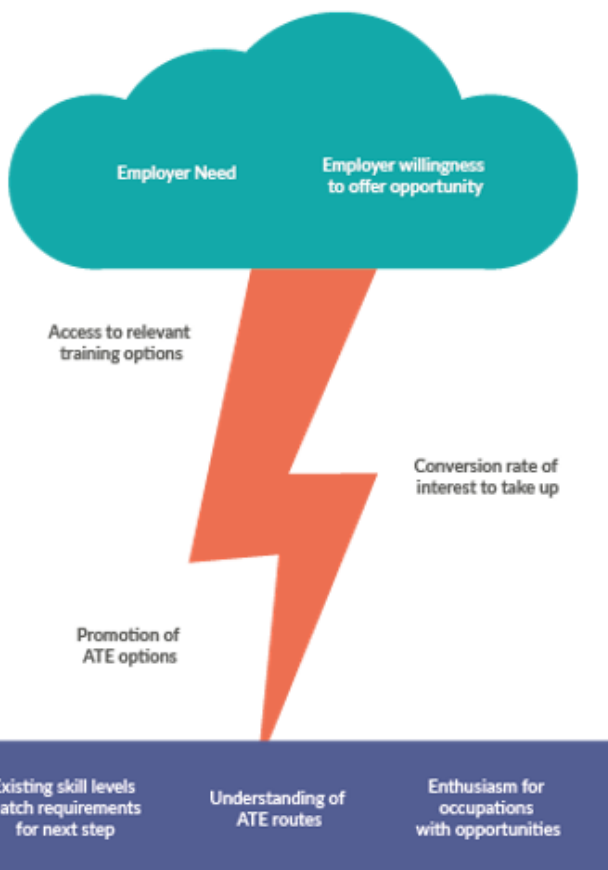 Employer Need
Employer willingness
to offer opportunity
Access to relevant
training options
Conversion rate of
interest to take up
Promotion of
ATE options
xisting skill levels
atch requirements
for next step
Understanding of
ATE routes
Enthusiasm for
occupations
with opportunities